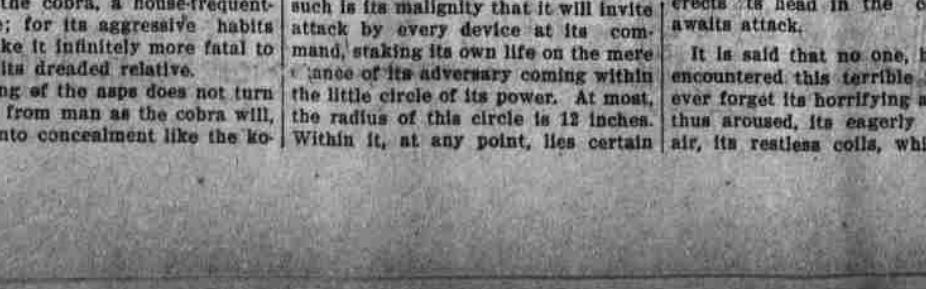 the cobra, a house-frequent-
; for its aggressive habits
ke it infinitely more fatal to
its dreaded relative.
ng of the asps does not turn
from man as the cobra will,
nto concealment like the ko-
such is its malignity that it will invite
attack by every device at its com-
mand, staking its own life on the mere
ance of its adversary coming within
the little circle of its power. At most,
the radius of this circle is 12 inches.
Within it, at any point, lies certain
erects ts head in the
awaits attack.
It is said that no one,
encountered this terrible
ever forget its horrifying a
thus aroused, its eagerly
air, its restless coils, whi